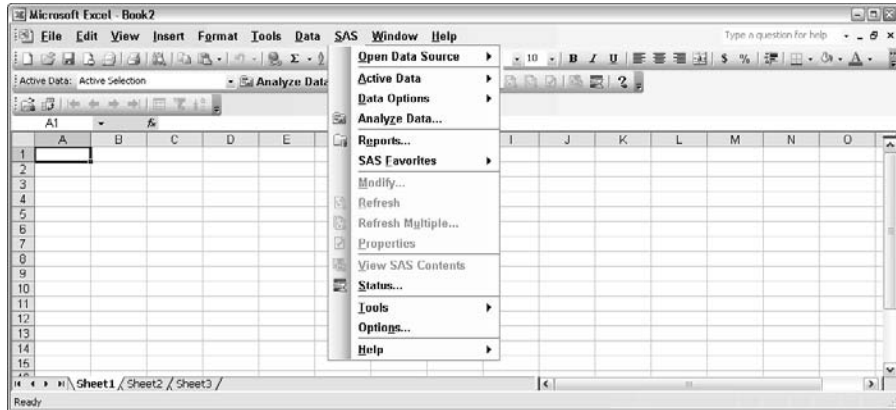 Microsoft Excel - Book2
File Edit View Insert Format Tools Data SAS Window Help
Type a question for help
10 B I U $ %
Active Data: Active Selection
Analyze Data
A1 fx
A B C D E I J K L M N O
1
2
3
4
5
6
7
8
9
10
11
12
13
14
15
Open Data Source
Active Data
Data Options
Analyze Data...
Reports...
SAS Favorites
Modify...
Refresh
Refresh Multiple...
Properties
View SAS Contents
Status...
Tools
Options...
Help
Sheet1 / Sheet2 / Sheet3 /
Ready